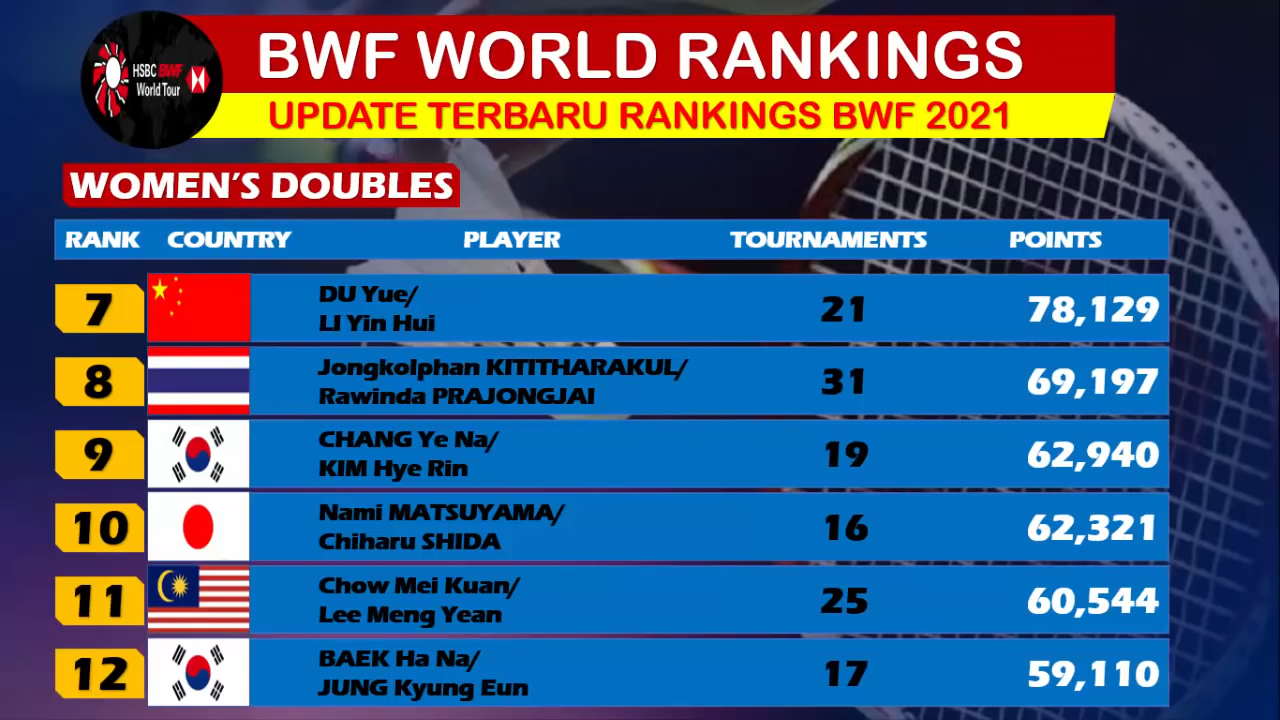 HSBC BWF
World Tour
BWF WORLD RANKINGS
UPDATE TERBARU RANKINGS BWF 2021
WOMEN'S DOUBLES
RANK COUNTRY PLAYER TOURNAMENTS POINTS
7 DU Yue/ 21 78,129
LI Yin Hui
8 Jongkolphan KITITHARAKUL/ 31 69,197
Rawinda PRAJONGJAI
9 CHANG Ye Na/ 19 62,940
KIM Hye Rin
10 Nami MATSUYAMA/ 16 62,321
Chiharu SHIDA
11 Chow Mei Kuan/ 25 60,544
Lee Meng Yean
12 BAEK Ha Na/ 17 59,110
JUNG Kyung Eun